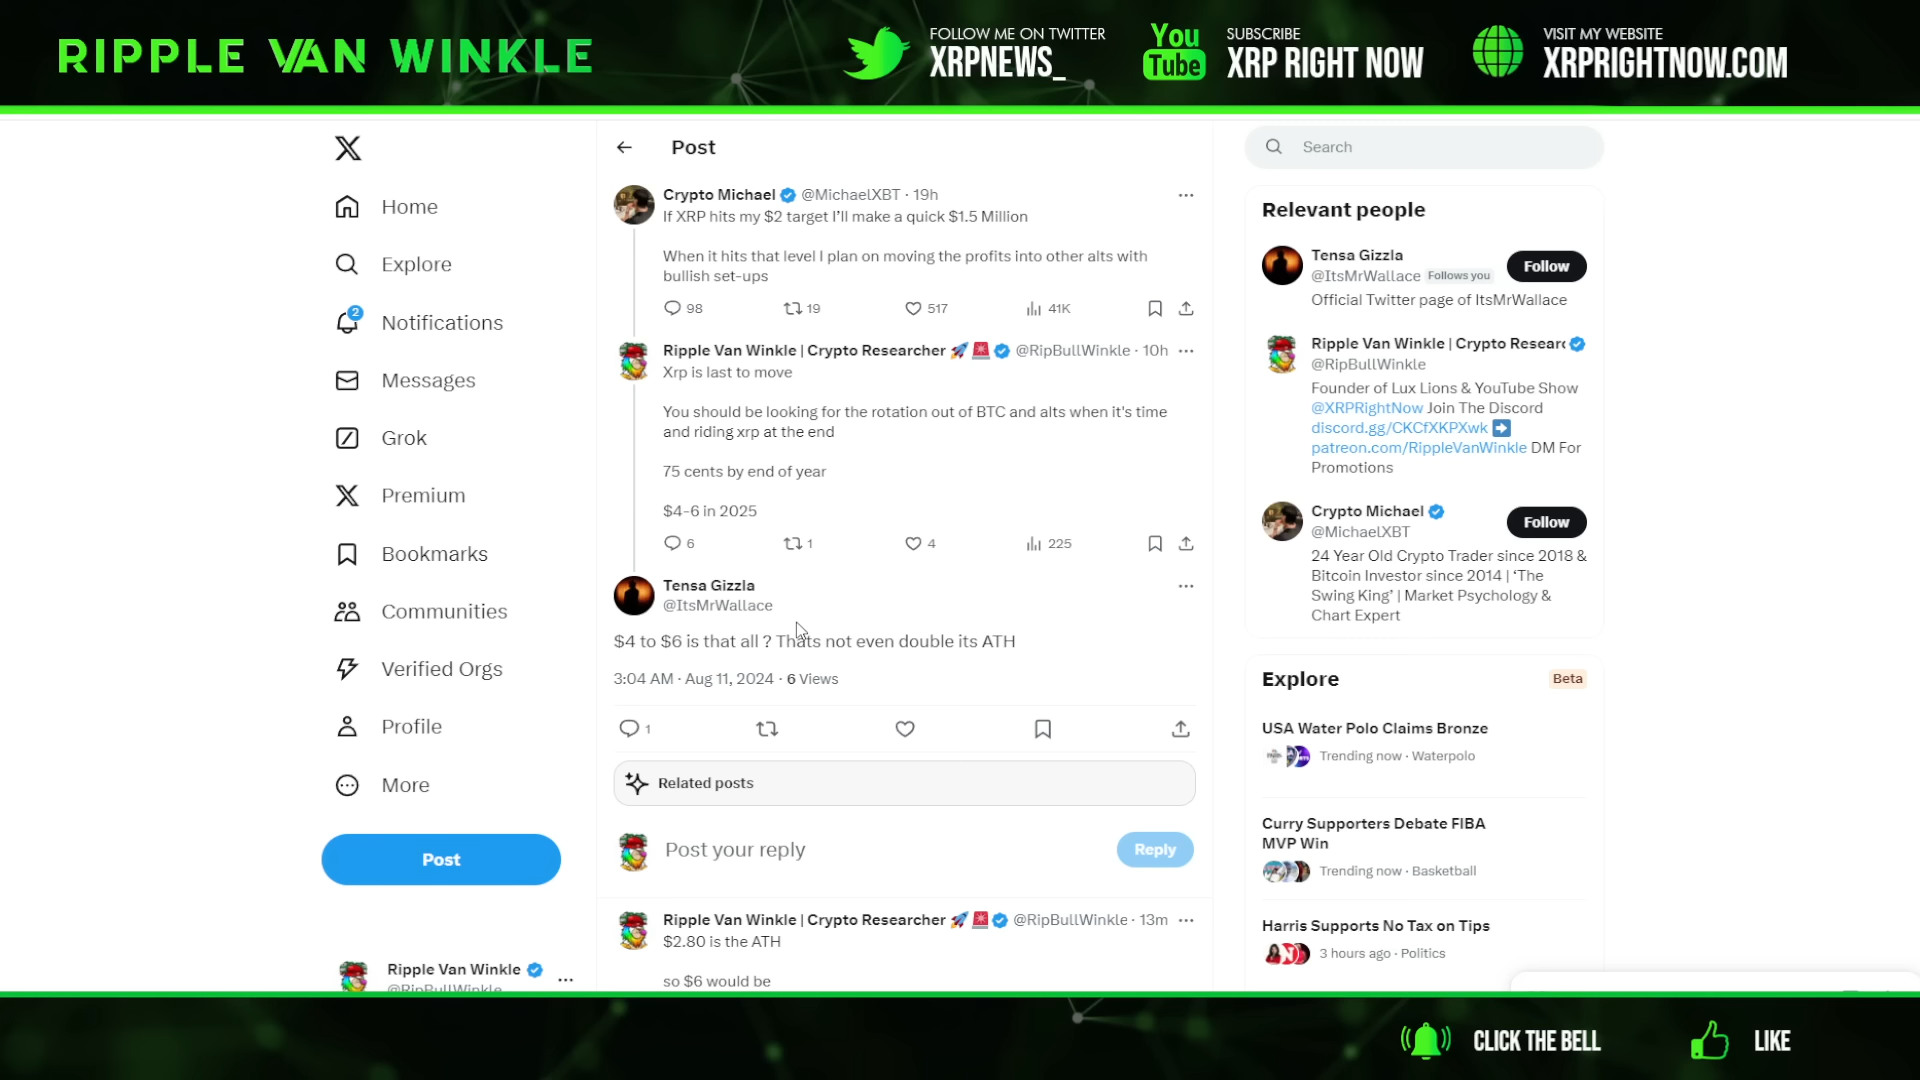 RIPPLE VAN WINKLE
FOLLOW ME ON TWITTER
XRPNEWS_
You
Tube
SUBSCRIBE
XRP RIGHT NOW
VISIT MY WEBSITE
XRPRIGHTNOW.COM
Home
Explore
2
Notifications
Messages
Grok
Premium
Bookmarks
Communities
Verified Orgs
Profile
More
Post
Ripple Van Winkle
@RipBullWinkle
Post
Crypto Michael @MichaelXBT · 19h
If XRP hits my $2 target I'll make a quick $1.5 Million
When it hits that level I plan on moving the profits into other alts with
bullish set-ups
98 19 517 41K
Ripple Van Winkle | Crypto Researcher 🚀🚨 @RipBullWinkle · 10h
Xrp is last to move
You should be looking for the rotation out of BTC and alts when it's time
and riding xrp at the end
75 cents by end of year
$4-6 in 2025
6 1 4 225
Tensa Gizzla
@ItsMrWallace
$4 to $6 is that all ? Thats not even double its ATH
3:04 AM · Aug 11, 2024 · 6 Views
1
Related posts
Post your reply
Reply
Ripple Van Winkle | Crypto Researcher 🚀🚨 @RipBullWinkle · 13m
$2.80 is the ATH
so $6 would be
Search
Relevant people
Tensa Gizzla
@ItsMrWallace Follows you
Follow
Official Twitter page of ItsMrWallace
Ripple Van Winkle | Crypto Researc
@RipBullWinkle
Founder of Lux Lions & YouTube Show
@XRPRightNow Join The Discord
discord.gg/CKCfXKPXwk ➡️
patreon.com/RippleVanWinkle DM For
Promotions
Crypto Michael
@MichaelXBT
Follow
24 Year Old Crypto Trader since 2018 &
Bitcoin Investor since 2014 | ‘The
Swing King’ | Market Psychology &
Chart Expert
Explore
Beta
USA Water Polo Claims Bronze
Trending now · Waterpolo
Curry Supporters Debate FIBA
MVP Win
Trending now · Basketball
Harris Supports No Tax on Tips
3 hours ago · Politics
CLICK THE BELL
LIKE